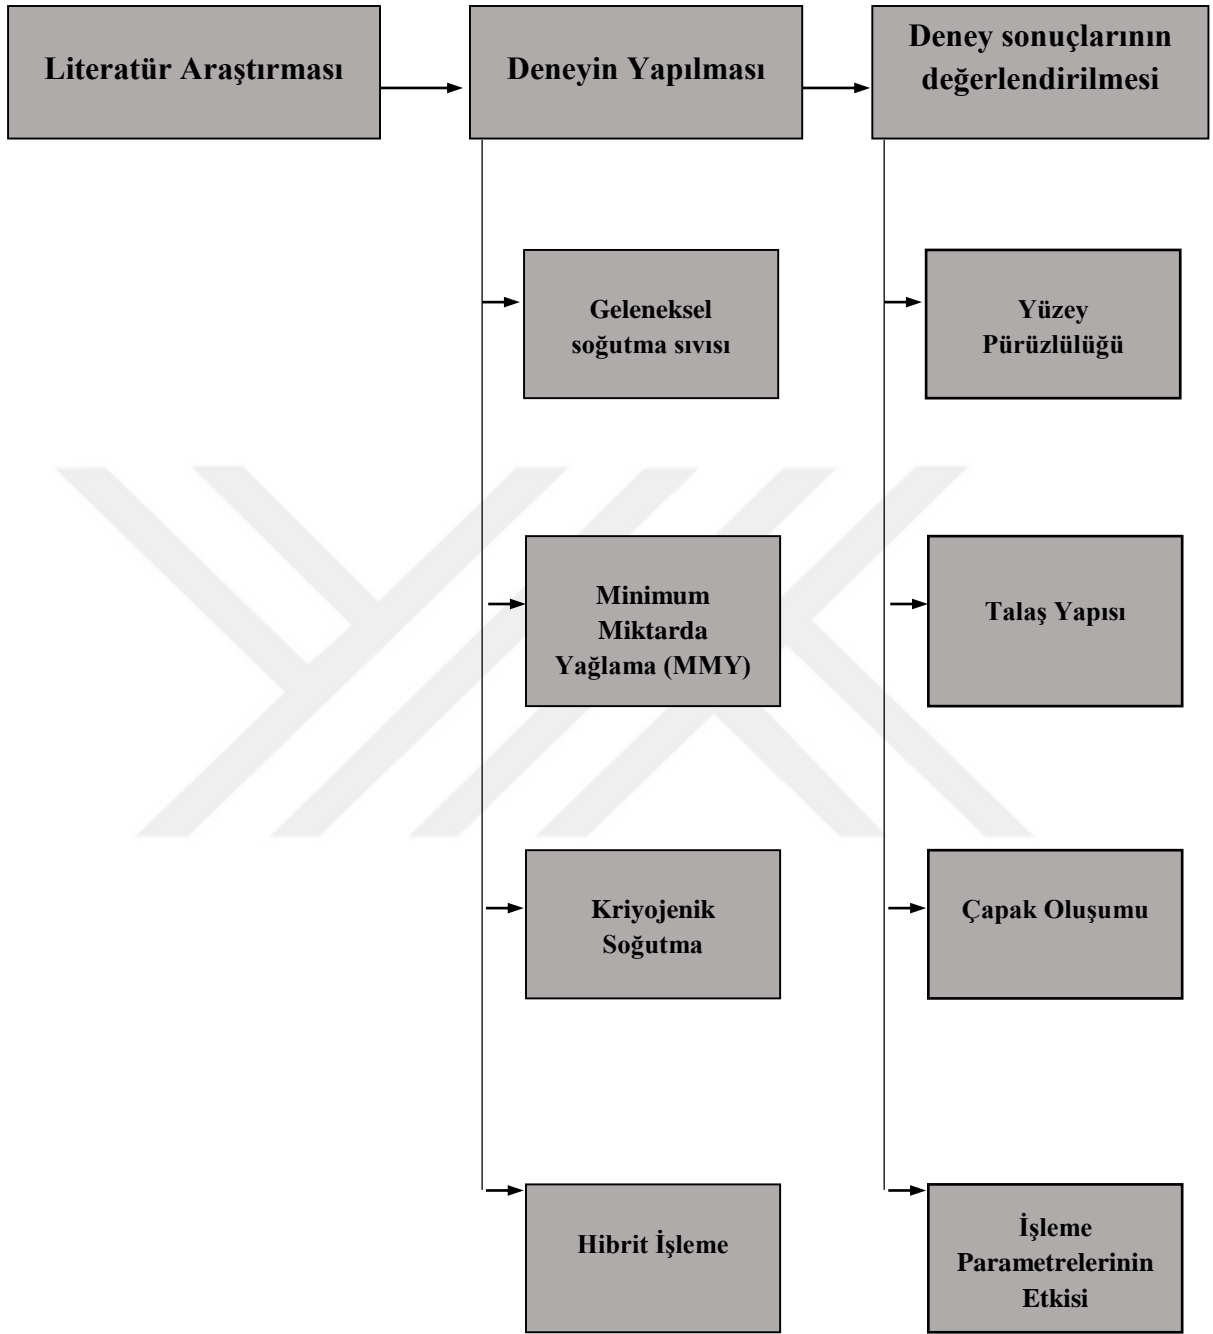 Literatür Araştırması
Deneyin Yapılması
Deney sonuçlarının
değerlendirilmesi
Geleneksel
soğutma sıvısı
Minimum
Miktarda
Yağlama (MMY)
Kriyojenik
Soğutma
Hibrit İşleme
Yüzey
Pürüzlülüğü
Talaş Yapısı
Çapak Oluşumu
İşleme
Parametrelerinin
Etkisi